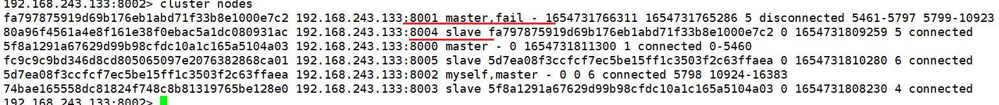 192.168.243.133:8002> cluster nodes
fa797875919d69b176eb1abd71f33b8e1000e7c2 192.168.243.133:8001 master,fail - 1654731766311 1654731765286 5 disconnected 5461-5797 5799-10923
80a96f4561a4e8f161e38f0ebac5a1dc080931ac 192.168.243.133:8004 slave fa797875919d69b176eb1abd71f33b8e1000e7c2 0 1654731809259 5 connected
5f8a1291a67629d99b98cfdc10a1c165a5104a03 192.168.243.133:8000 master - 0 1654731811300 1 connected 0-5460
fc9c9c9bd346d8cd805065097e2076382868ca01 192.168.243.133:8005 slave 5d7ea08f3ccfcf7ec5be15ff1c3503f2c63ffaea 0 1654731810280 6 connected
5d7ea08f3ccfcf7ec5be15ff1c3503f2c63ffaea 192.168.243.133:8002 myself,master - 0 0 6 connected 5798 10924-16383
74bae165558dc81824f748c8b81319765be128e0 192.168.243.133:8003 slave 5f8a1291a67629d99b98cfdc10a1c165a5104a03 0 1654731808230 4 connected
192.168.243.133:8002>